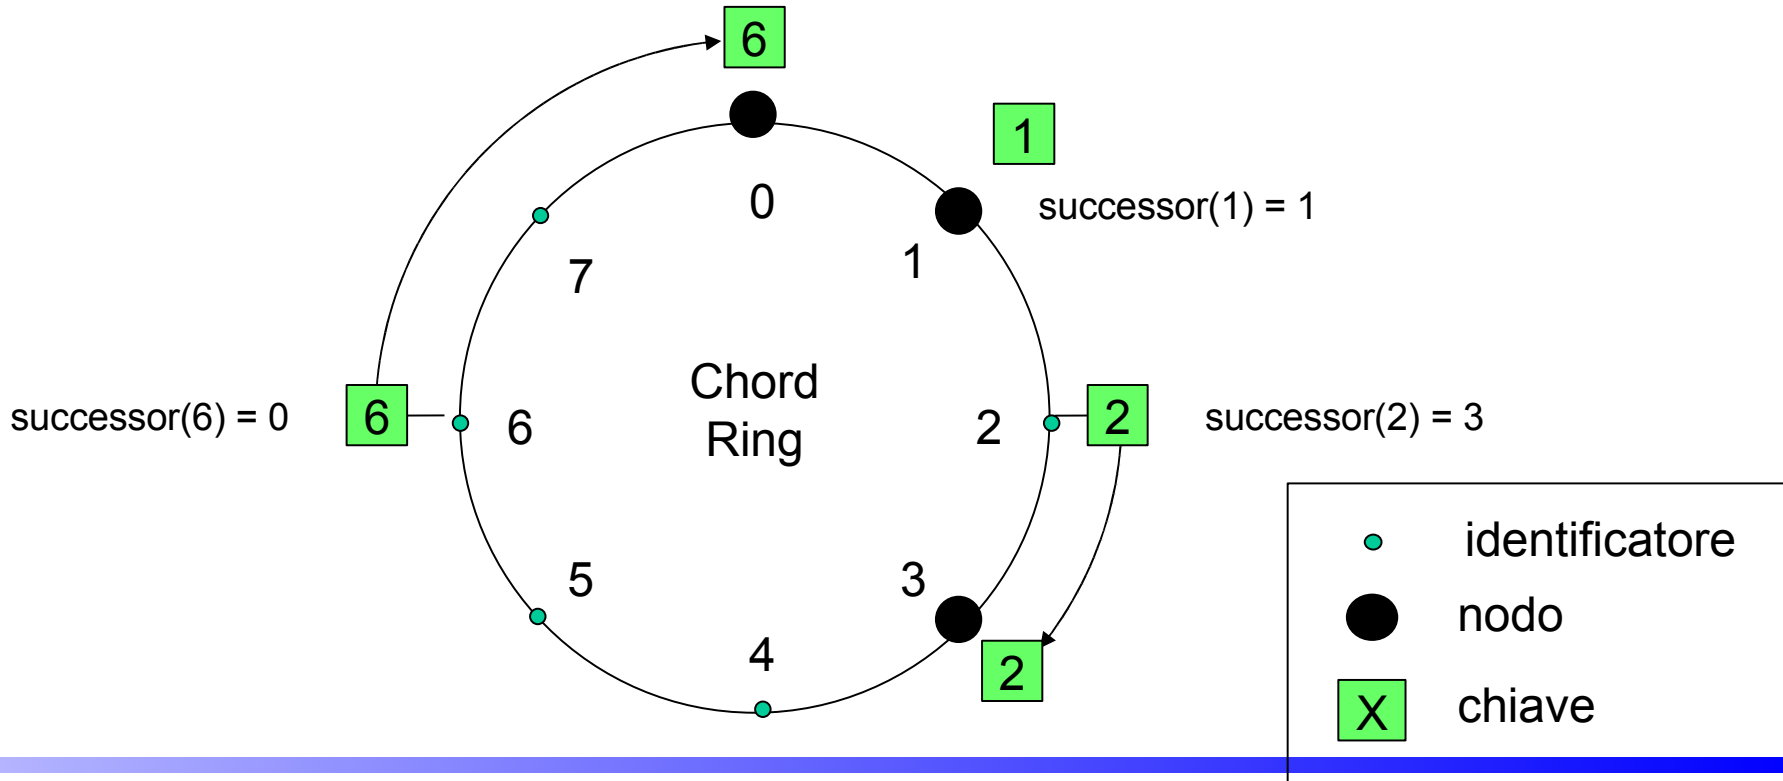 6
1
0
successor(1) = 1
7
1
Chord
Ring
successor(6) = 0
6
6
2
2
successor(2) = 3
identificatore
5
3
nodo
4
2
X
chiave